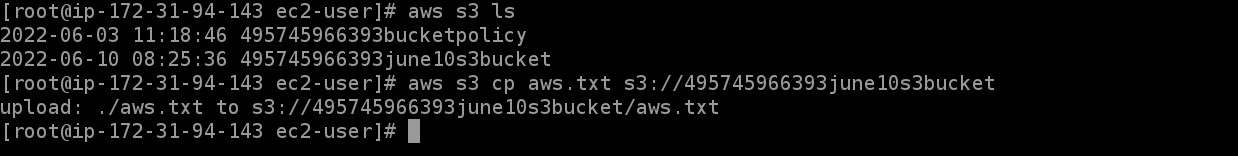 [root@ip-172-31-94-143 ec2-user]# aws s3 ls
2022-06-03 11:18:46 495745966393bucketpolicy
2022-06-10 08:25:36 495745966393june10s3bucket
[root@ip-172-31-94-143 ec2-user]# aws s3 cp aws.txt s3://495745966393june10s3bucket
upload: ./aws.txt to s3://495745966393june10s3bucket/aws.txt
[root@ip-172-31-94-143 ec2-user]#